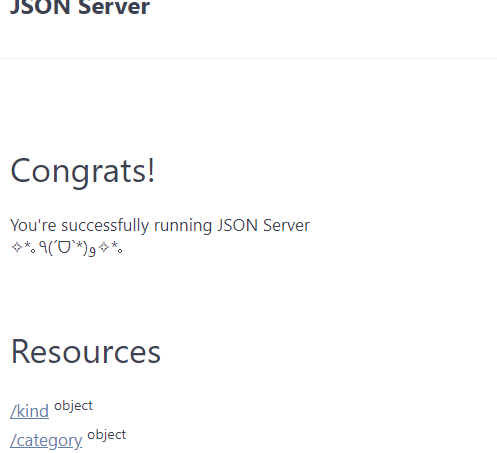 JSON Server
Congrats!
You're successfully running JSON Server
✧*｡٩(ˊᗜˋ*)و✧*｡
Resources
/kind object
/category object